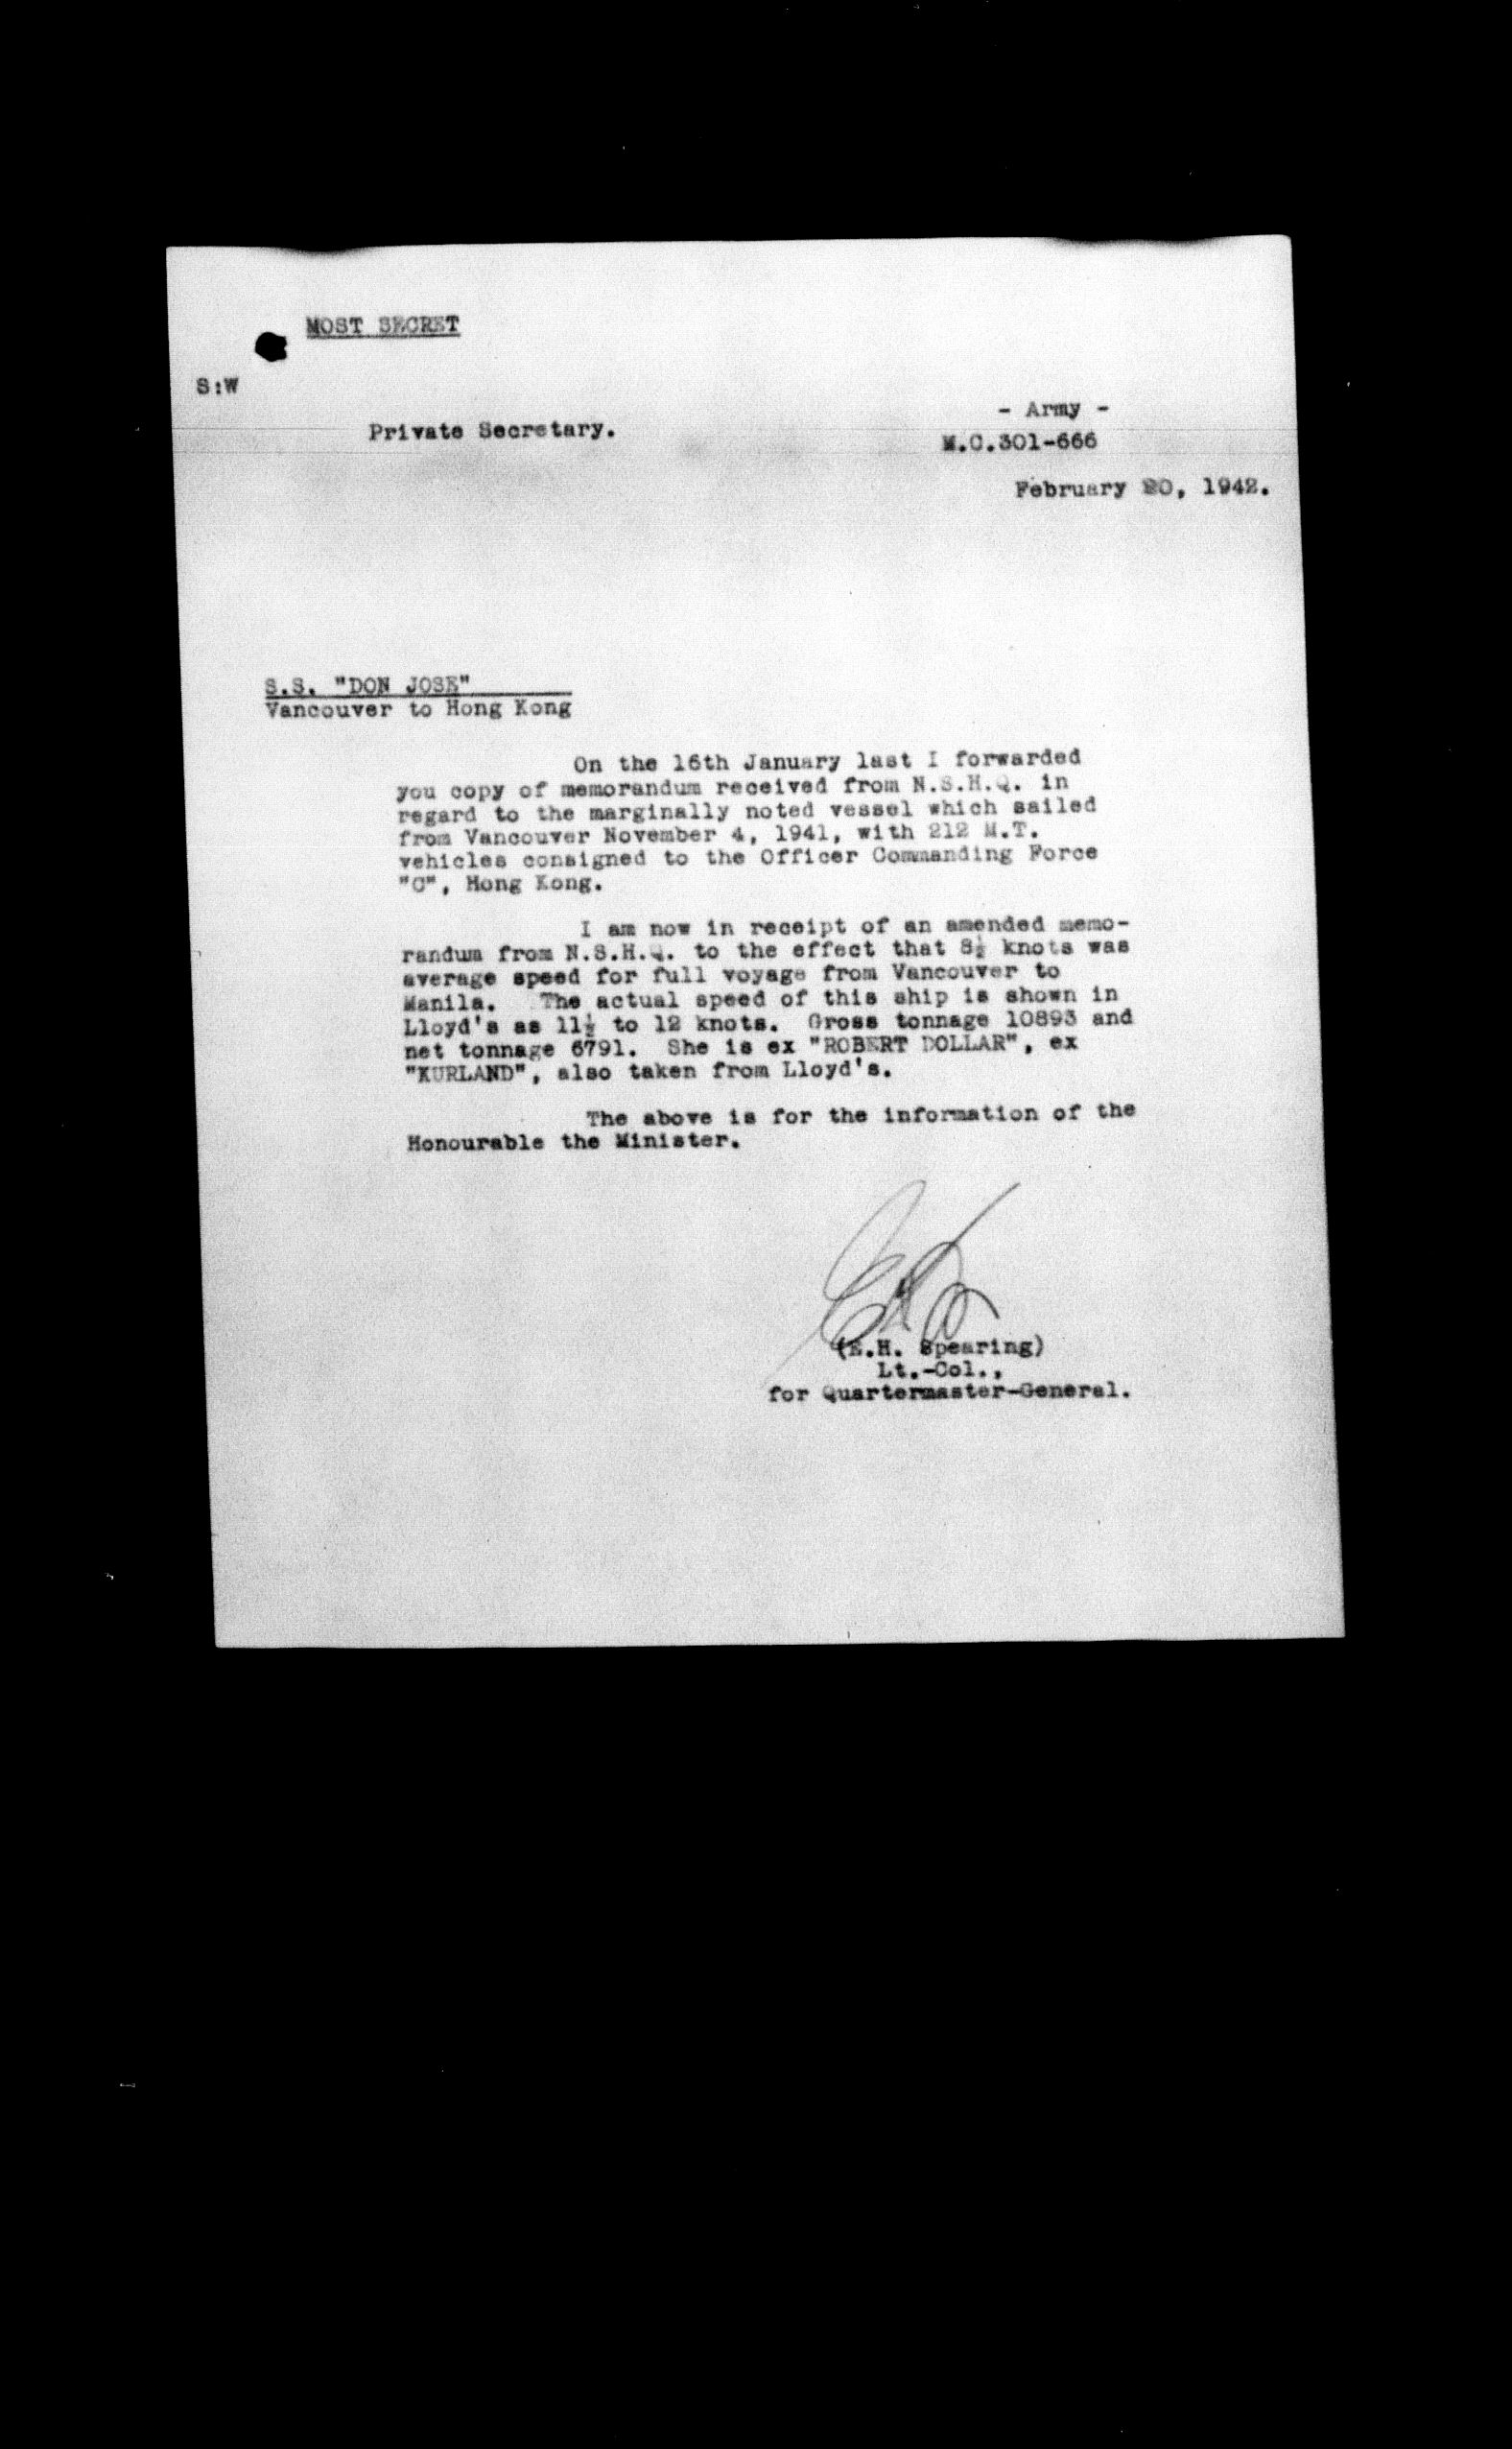 MOST SECRET
S:W
Private Secretary.
- Army -
M.C.301-666
February 20, 1942.
S.S. "DON JOSE"
Vancouver to Hong Kong
On the 16th January last I forwarded
you copy of memorandum received from N.S.H.Q. in
regard to the marginally noted vessel which sailed
from Vancouver November 4, 1941, with 212 M.T.
vehicles consigned to the Officer Commanding Force
"C", Hong Kong.
I am now in receipt of an amended memo-
randum from N.S.H.Q. to the effect that 8½ knots was
average speed for full voyage from Vancouver to
Manila. The actual speed of this ship is shown in
Lloyd's as 11½ to 12 knots. Gross tonnage 10893 and
net tonnage 6791. She is ex "ROBERT DOLLAR", ex
"KURLAND", also taken from Lloyd's.
The above is for the information of the
Honourable the Minister.
(E.H. Spearing)
Lt.-Col.,
for Quartermaster-General.